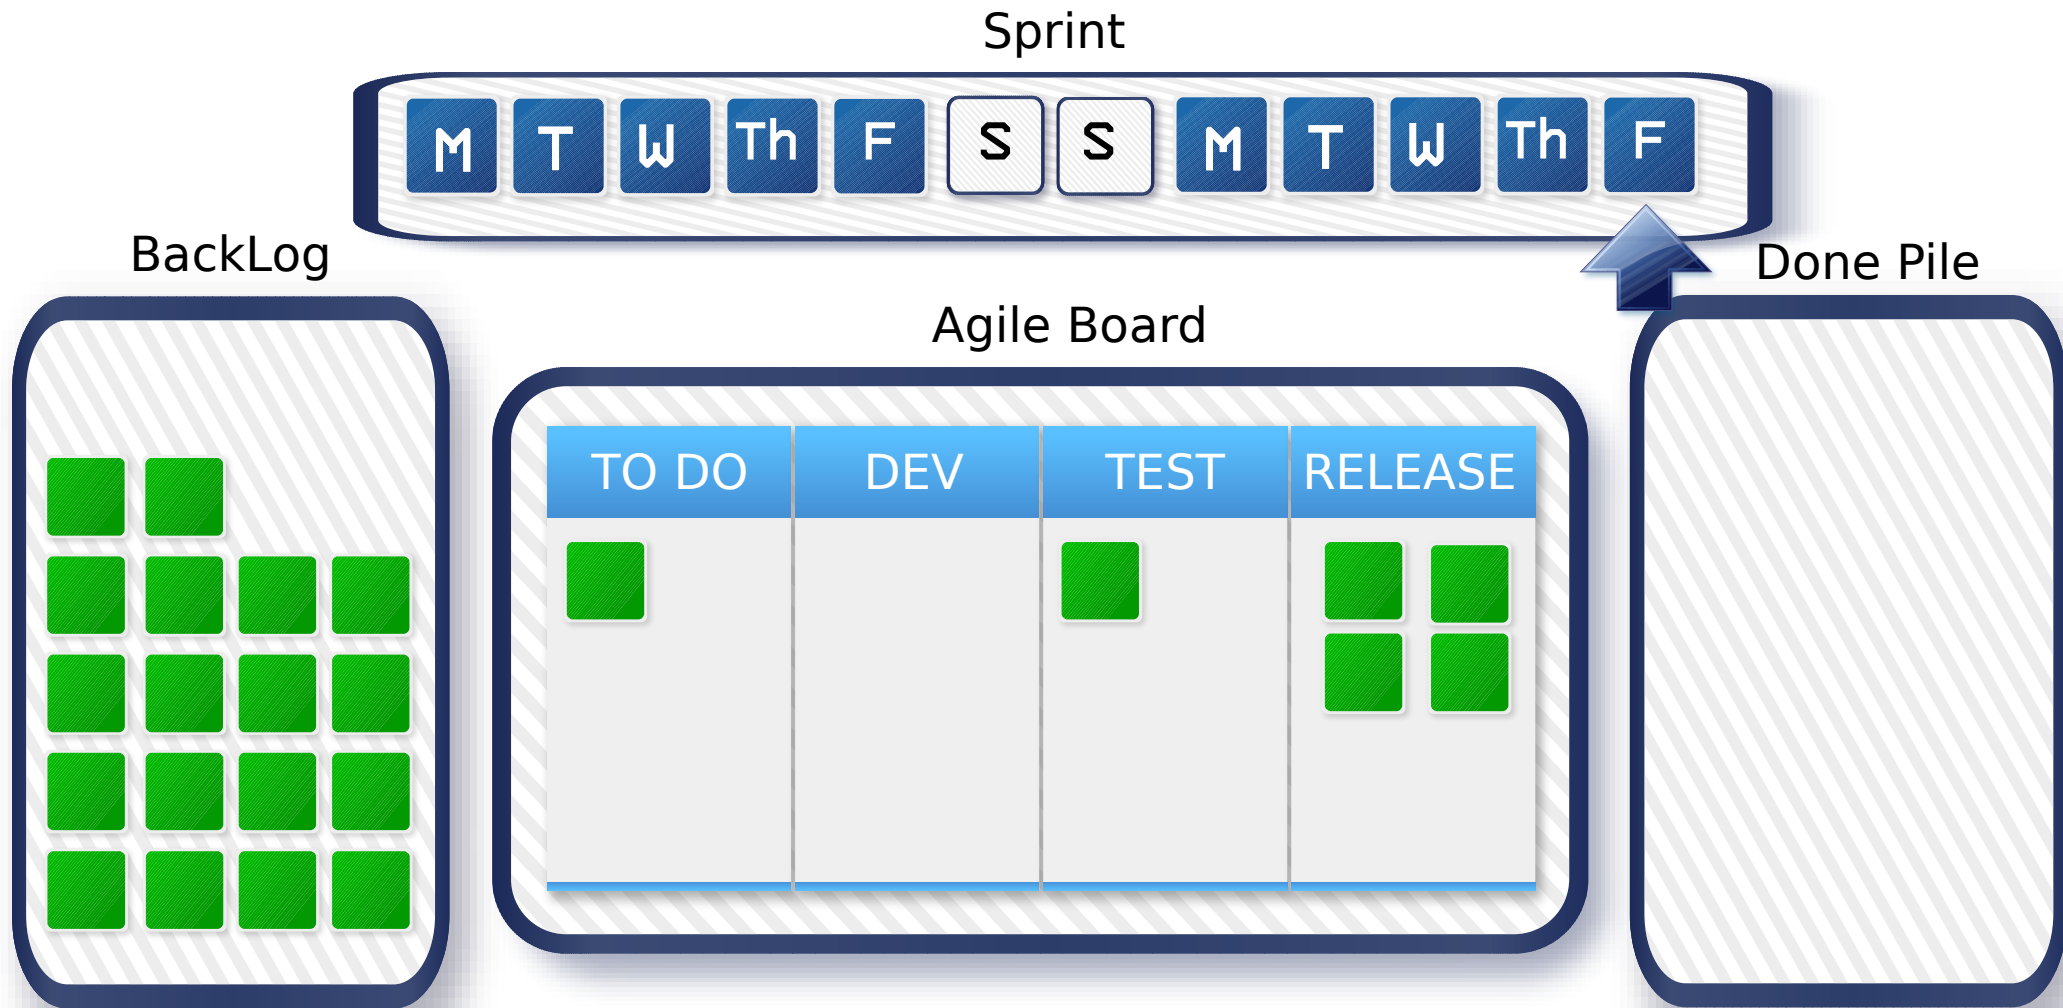 Sprint
M T W Th F S S M T W Th F
BackLog
Done Pile
Agile Board
TO DO DEV TEST RELEASE